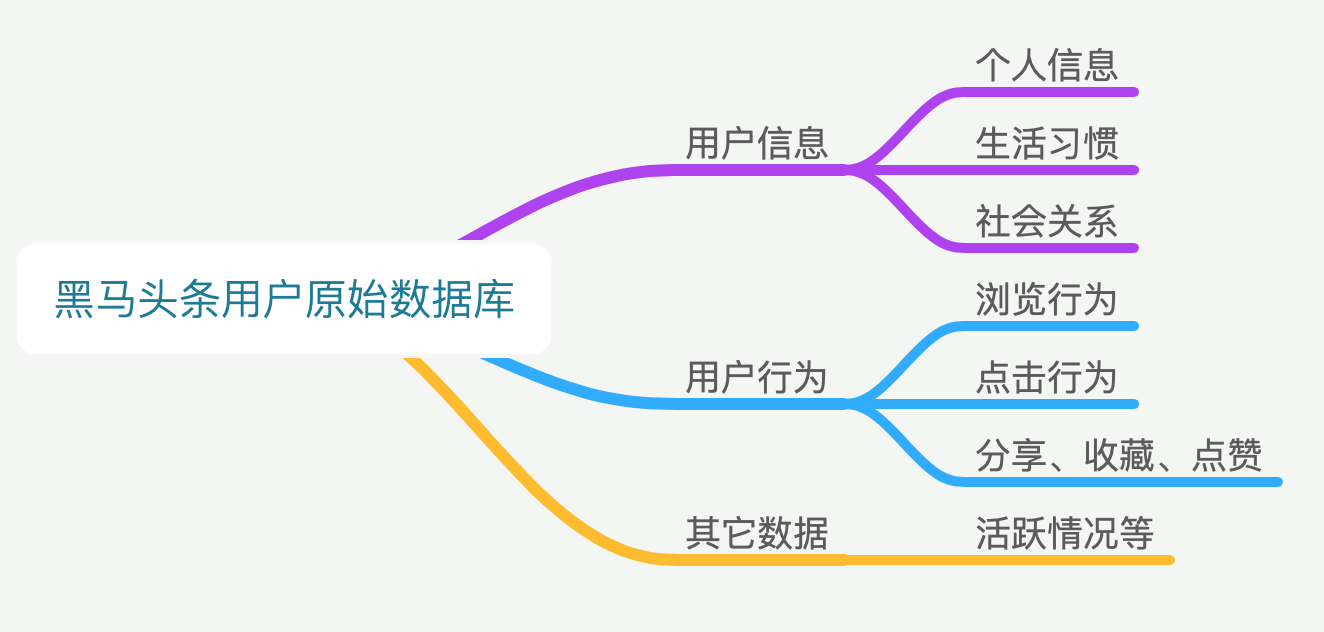 黑马头条用户原始数据库
用户信息
个人信息
生活习惯
社会关系
用户行为
浏览行为
点击行为
分享、收藏、点赞
其它数据
活跃情况等